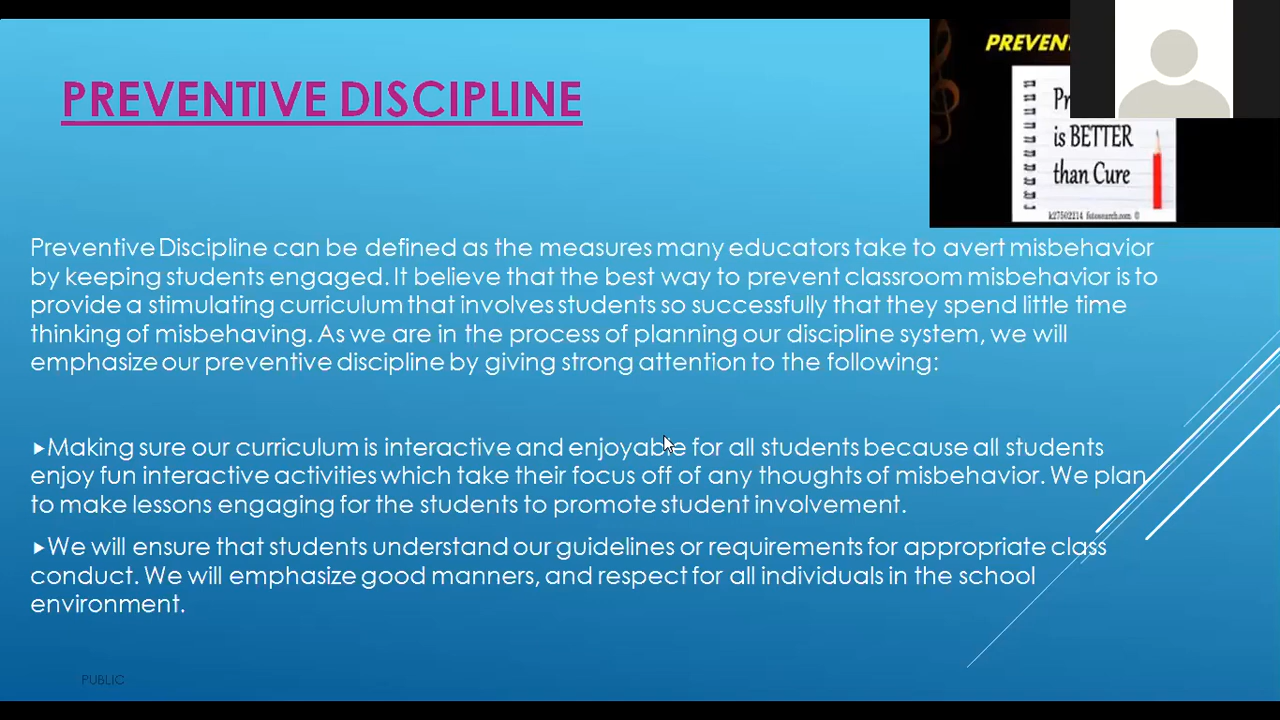 PREVENTIVE DISCIPLINE
is BETTER
than Cure
k27502214 fotosearch.com ©
Preventive Discipline can be defined as the measures many educators take to avert misbehavior
by keeping students engaged. It believe that the best way to prevent classroom misbehavior is to
provide a stimulating curriculum that involves students so successfully that they spend little time
thinking of misbehaving. As we are in the process of planning our discipline system, we will
emphasize our preventive discipline by giving strong attention to the following:
Making sure our curriculum is interactive and enjoyable for all students because all students
enjoy fun interactive activities which take their focus off of any thoughts of misbehavior. We plan
to make lessons engaging for the students to promote student involvement.
We will ensure that students understand our guidelines or requirements for appropriate class
conduct. We will emphasize good manners, and respect for all individuals in the school
environment.
PUBLIC